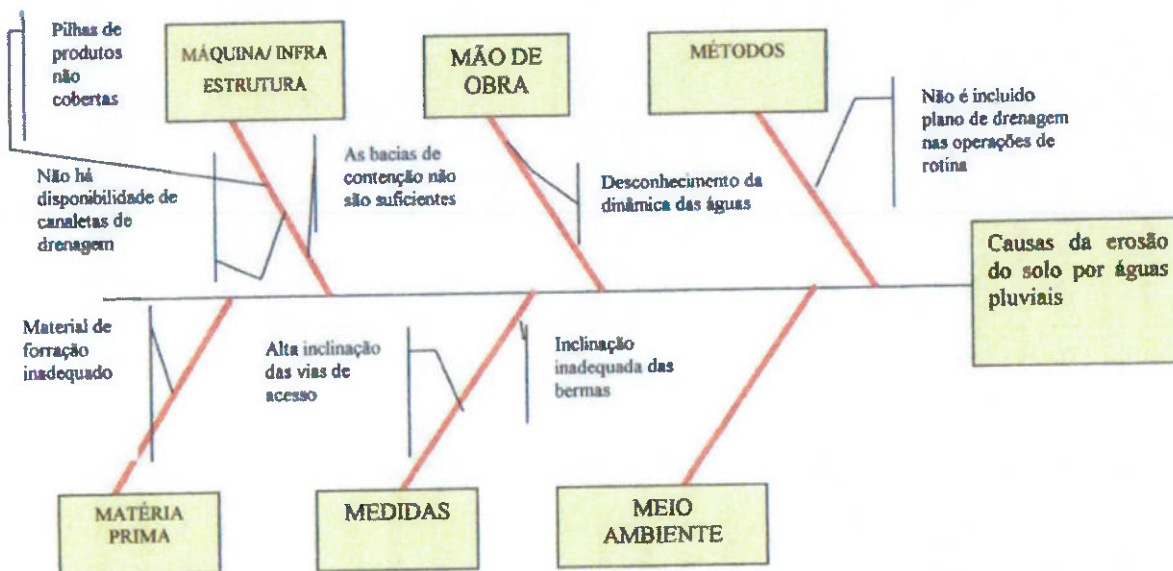 Pilhas de
produtos
não
cobertas
MÁQUINA/ INFRA
ESTRUTURA
MÃO DE
OBRA
MÉTODOS
Não é incluido
plano de drenagem
nas operações de
rotina
As bacias de
contenção não
são suficientes
Não há
disponibilidade de
canaletas de
drenagem
Desconhecimento da
dinâmica das águas
Causas da erosão
do solo por águas
pluviais
Material de
forração
inadequado
Alta inclinação
das vias de
acesso
Inclinação
inadequada das
bermas
MATÉRIA
PRIMA
MEDIDAS
MEIO
AMBIENTE